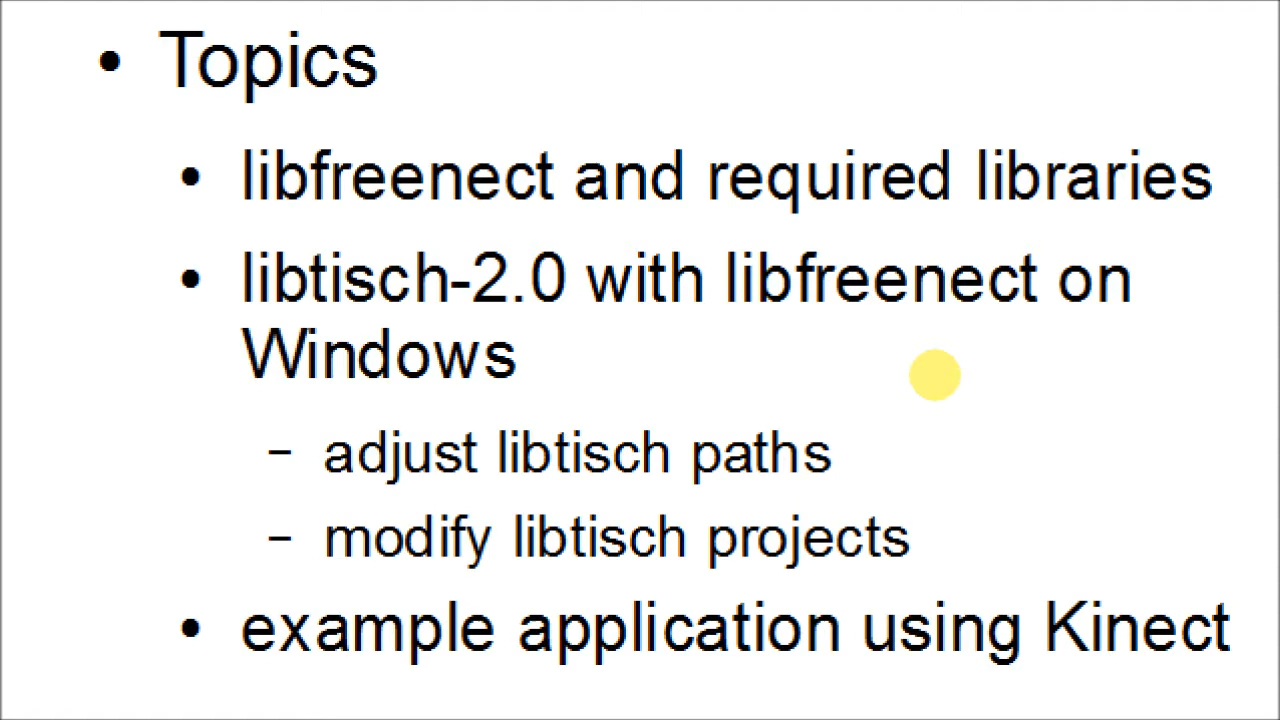 • Topics
• libfreenect and required libraries
• libtisch-2.0 with libfreenect on
Windows
– adjust libtisch paths
– modify libtisch projects
• example application using Kinect